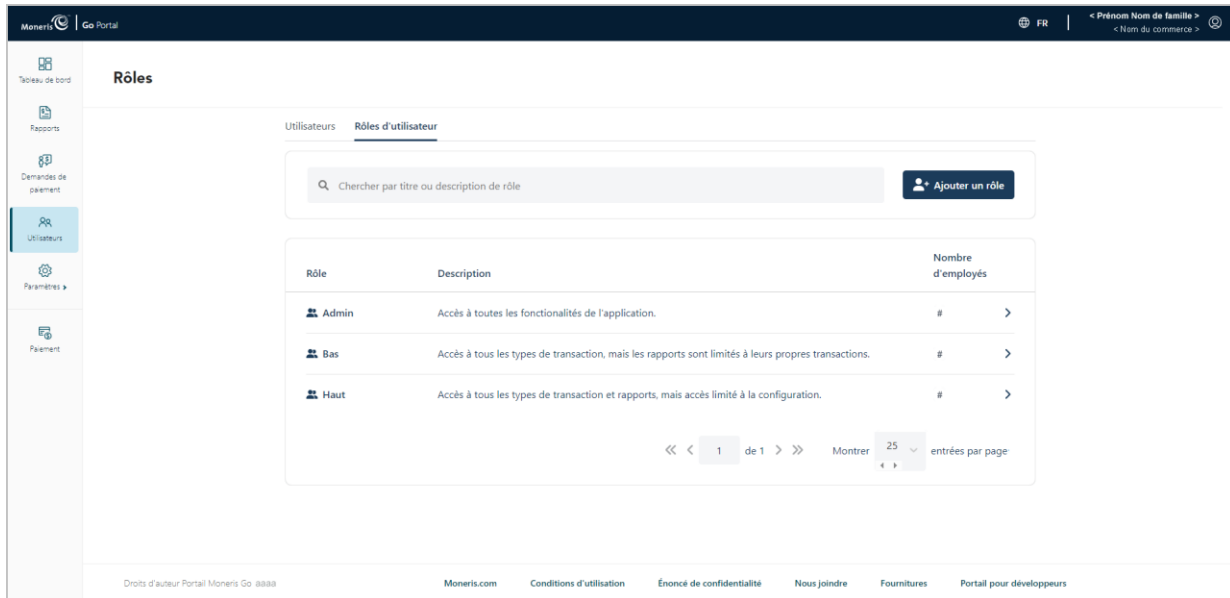 Moneris Go Portal
FR
< Prénom Nom de famille >
< Nom du commerce >
Tableau de bord
Rapports
Demandes de
paiement
Utilisateurs
Paramètres
Paiement
Rôles
Utilisateurs Rôles d'utilisateur
Chercher par titre ou description de rôle
Ajouter un rôle
Rôle Description Nombre
d'employés
Admin Accès à toutes les fonctionalités de l'application. #
Bas Accès à tous les types de transaction, mais les rapports sont limités à leurs propres transactions. #
Haut Accès à tous les types de transaction et rapports, mais accès limité à la configuration. #
1 de 1 Montrer 25 entrées par page
Droits d'auteur Portail Moneris Go aaaa
Moneris.com Conditions d'utilisation Énoncé de confidentialité Nous joindre Fournitures Portail pour développeurs